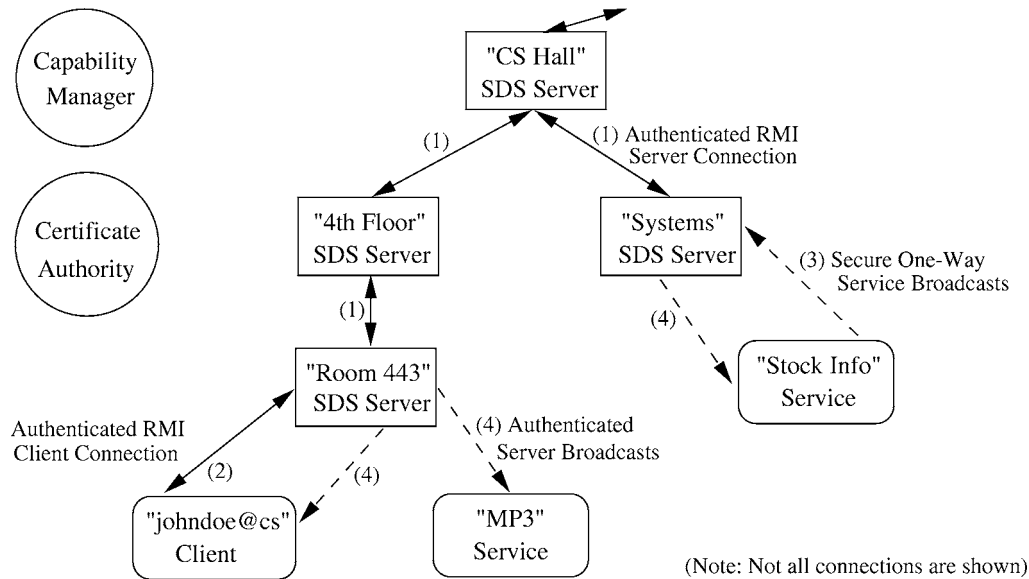 Capability
Manager
"CS Hall"
SDS Server
(1)
(1) Authenticated RMI
Server Connection
Certificate
Authority
"4th Floor"
SDS Server
"Systems"
SDS Server
(3) Secure One-Way
Service Broadcasts
(1)
(4)
"Room 443"
SDS Server
"Stock Info"
Service
Authenticated RMI
Client Connection
(2)
(4)
(4) Authenticated
Server Broadcasts
"johndoe@cs"
Client
"MP3"
Service
(Note: Not all connections are shown)